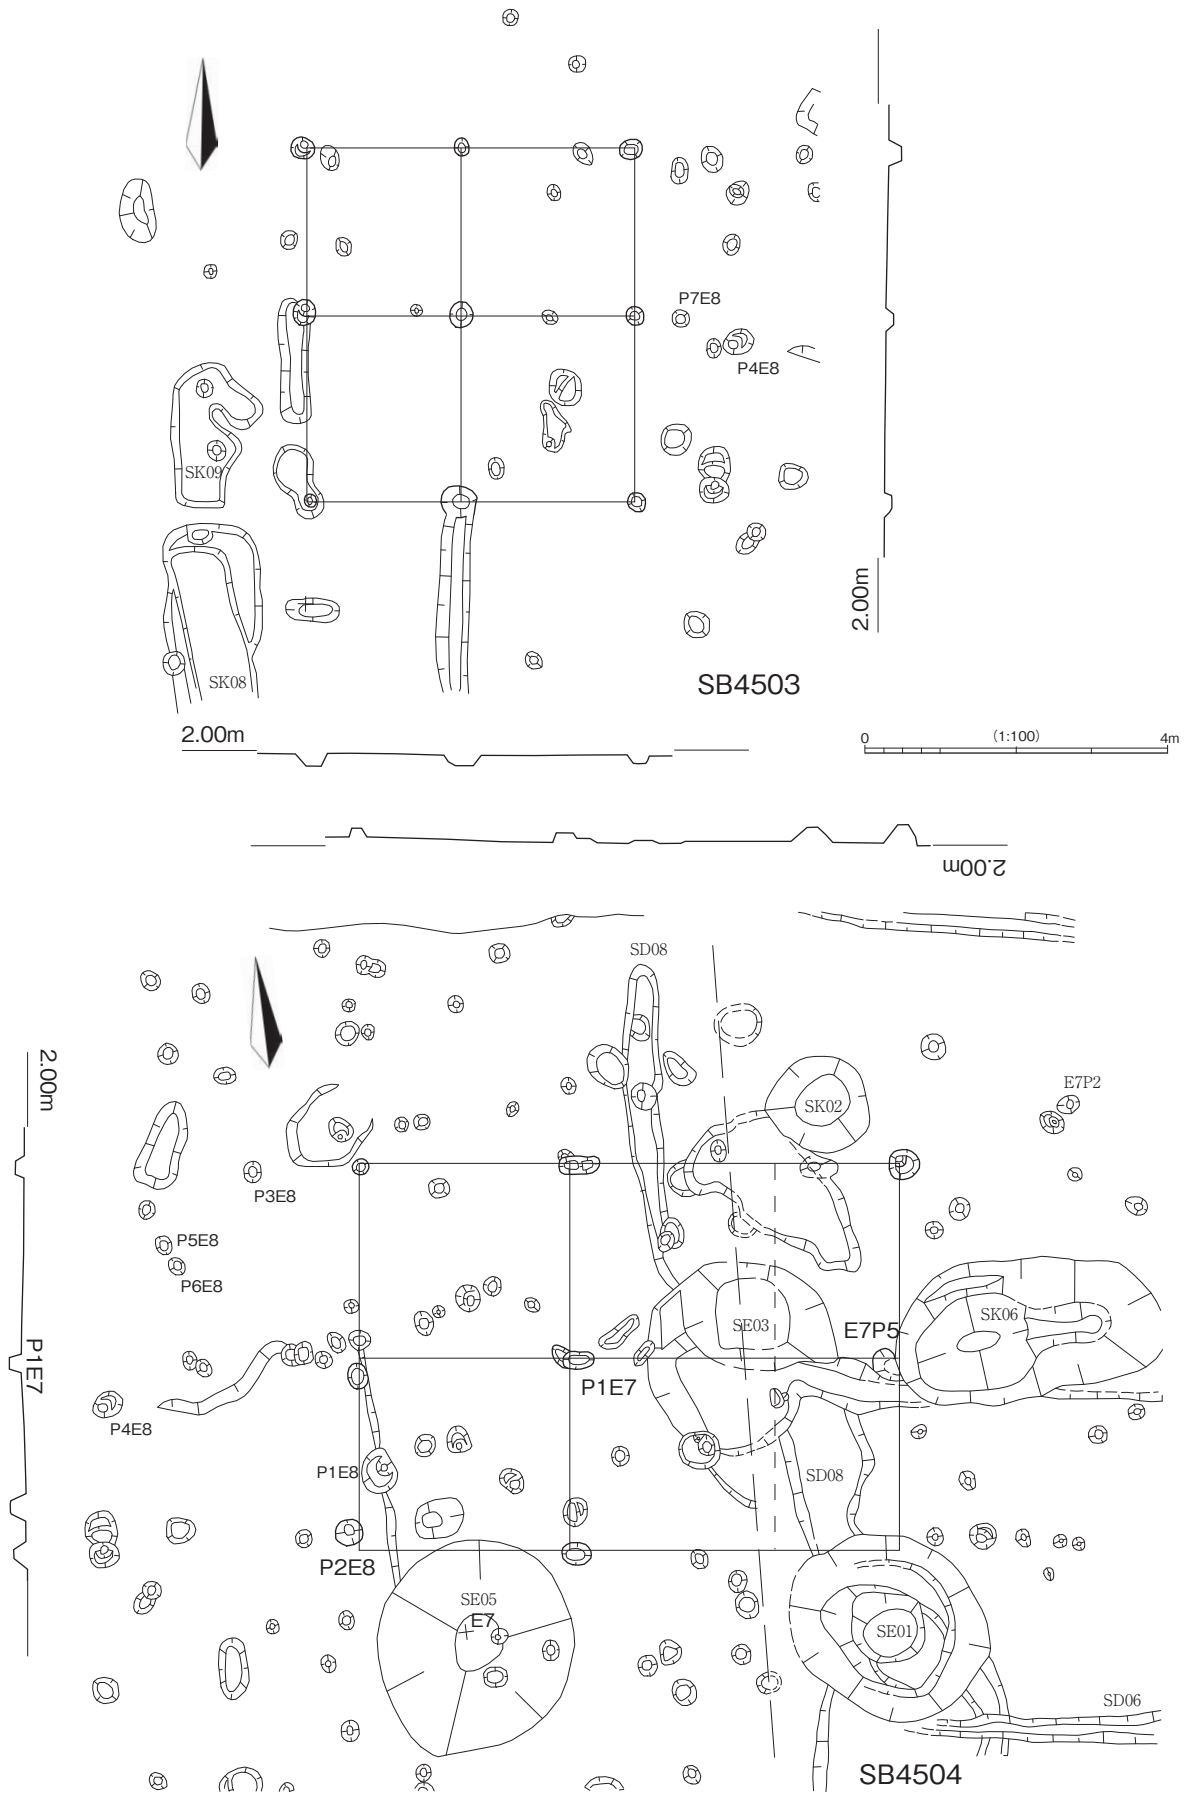 P7E8
P4E8
SK09
2.00m
SK08
SB4503
2.00m
0 (1:100) 4m
2.00m
SD08
2.00m
E7P2
SK02
P3E8
P5E8
P6E8
SK06
SE03
E7P5
P1E7
P1E7
P4E8
P1E8
SD08
P2E8
SE05
E7
SE01
SD06
SB4504